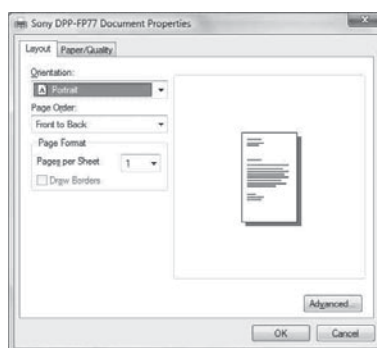 Sony DPP-FP77 Document Properties
Layout
Paper/Quality
Orientation:
A Portrait
Page Order:
Front to Back
Page Format
Pages per Sheet
1
Draw Borders
Advanced...
OK
Cancel